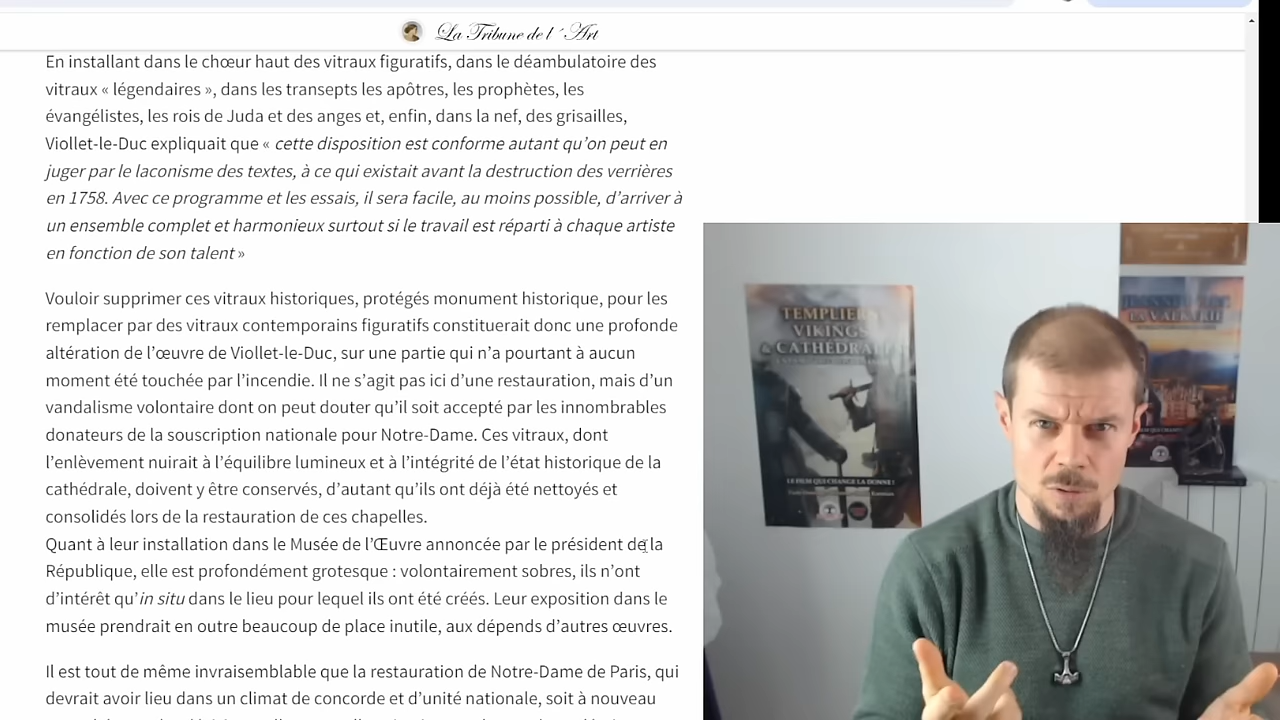 La Tribune de l'Art
En installant dans le chœur haut des vitraux figuratifs, dans le déambulatoire des
vitraux « légendaires », dans les transepts les apôtres, les prophètes, les
évangélistes, les rois de Juda et des anges et, enfin, dans la nef, des grisailles,
Viollet-le-Duc expliquait que « cette disposition est conforme autant qu’on peut en
juger par le laconisme des textes, à ce qui existait avant la destruction des verrières
en 1758. Avec ce programme et les essais, il sera facile, au moins possible, d’arriver à
un ensemble complet et harmonieux surtout si le travail est réparti à chaque artiste
en fonction de son talent »
Vouloir supprimer ces vitraux historiques, protégés monument historique, pour les
remplacer par des vitraux contemporains figuratifs constituerait donc une profonde
altération de l’œuvre de Viollet-le-Duc, sur une partie qui n’a pourtant à aucun
moment été touchée par l’incendie. Il ne s’agit pas ici d’une restauration, mais d’un
vandalisme volontaire dont on peut douter qu’il soit accepté par les innombrables
donateurs de la souscription nationale pour Notre-Dame. Ces vitraux, dont
l’enlèvement nuirait à l’équilibre lumineux et à l’intégrité de l’état historique de la
cathédrale, doivent y être conservés, d’autant qu’ils ont déjà été nettoyés et
consolidés lors de la restauration de ces chapelles.
Quant à leur installation dans le Musée de l’Œuvre annoncée par le président de la
République, elle est profondément grotesque : volontairement sobres, ils n’ont
d’intérêt qu’in situ dans le lieu pour lequel ils ont été créés. Leur exposition dans le
musée prendrait en outre beaucoup de place inutile, aux dépends d’autres œuvres.
Il est tout de même invraisemblable que la restauration de Notre-Dame de Paris, qui
devrait avoir lieu dans un climat de concorde et d’unité nationale, soit à nouveau
TEMPLIERS
VIKINGS
& CATHÉDRALES
LE FILM QUI CHANGE LA DONNE !
LA VALKYRIE